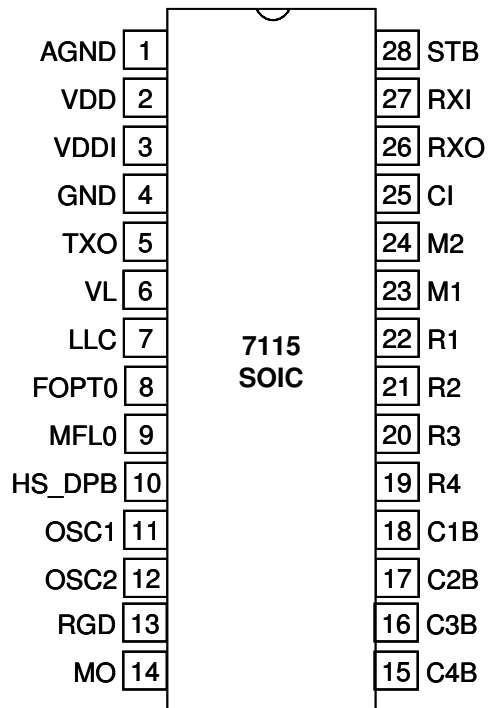 AGND 1
VDD 2
VDDI 3
GND 4
TXO 5
VL 6
LLC 7
FOPT0 8
MFL0 9
HS_DPB 10
OSC1 11
OSC2 12
RGD 13
MO 14
7115
SOIC
28 STB
27 RXI
26 RXO
25 CI
24 M2
23 M1
22 R1
21 R2
20 R3
19 R4
18 C1B
17 C2B
16 C3B
15 C4B